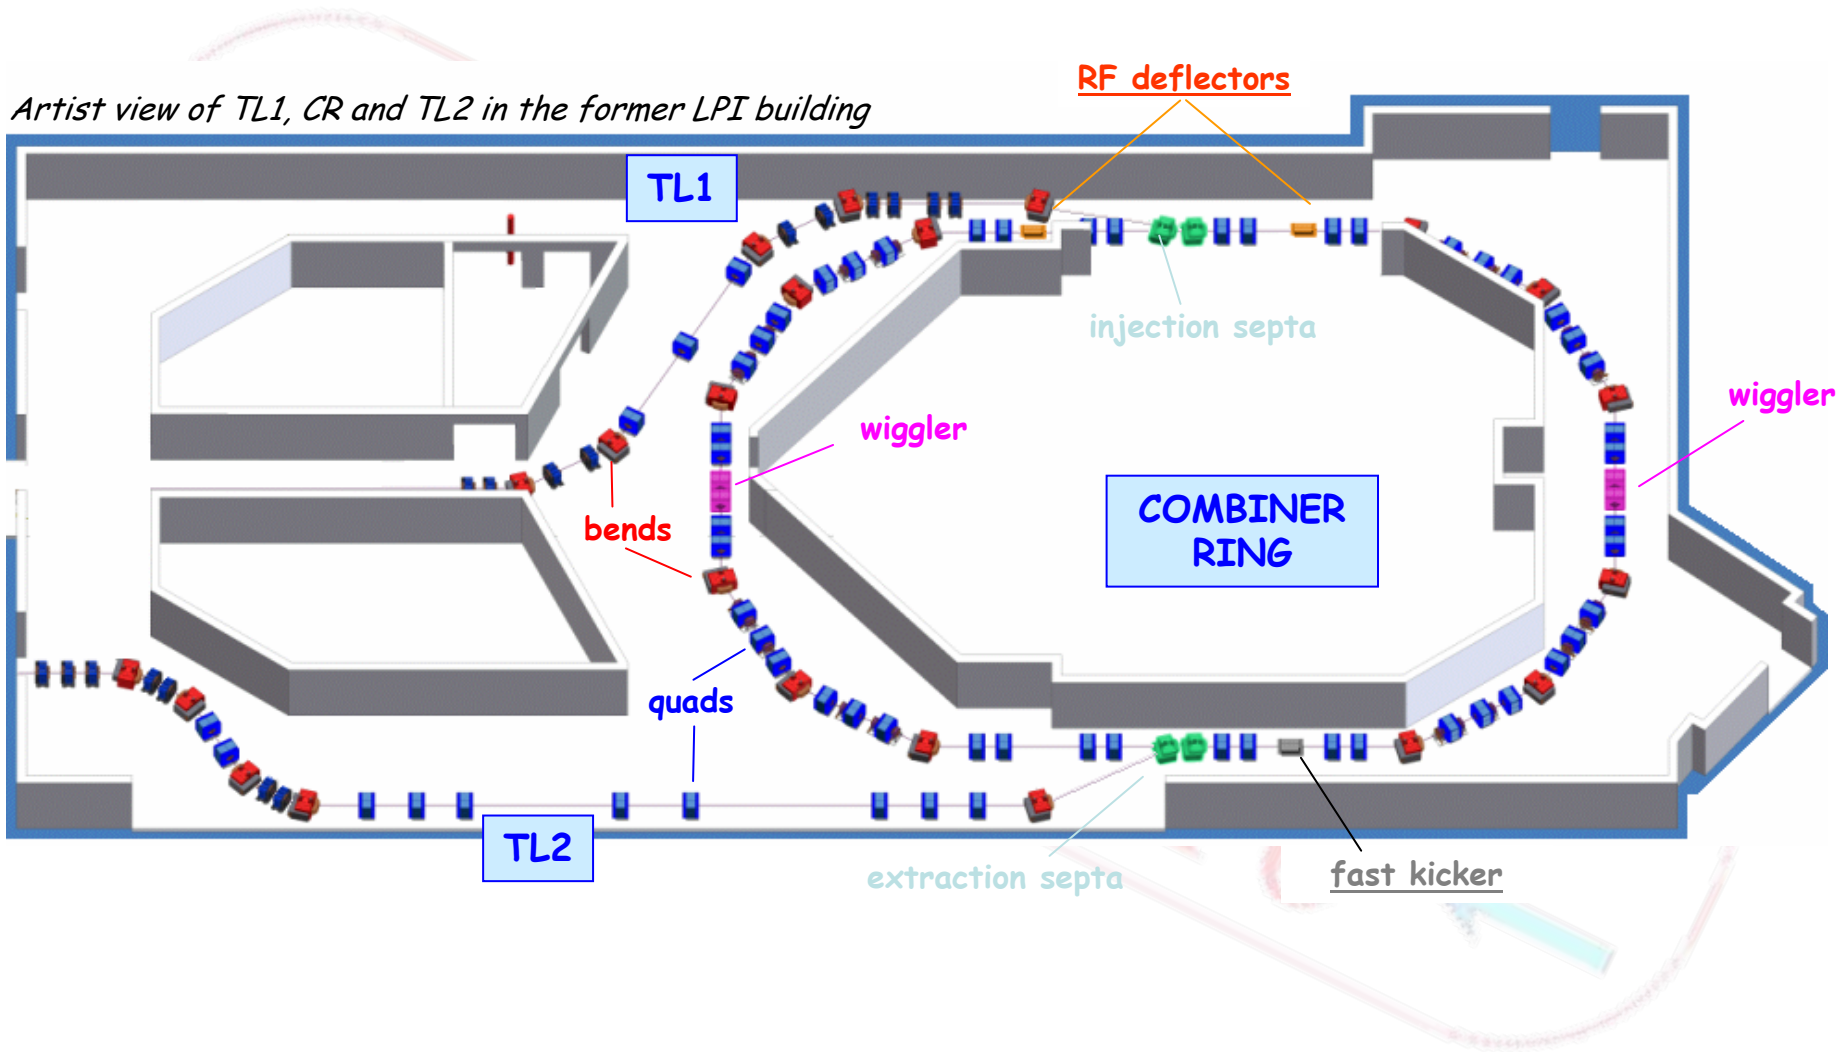 RF deflectors
Artist view of TL1, CR and TL2 in the former LPI building
TL1
injection septa
wiggler
wiggler
COMBINER
RING
bends
quads
TL2
extraction septa
fast kicker